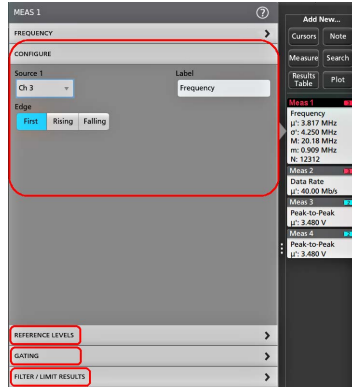 MEAS 1
?
FREQUENCY
CONFIGURE
Source 1
Label
Ch 3
Frequency
Edge
First Rising Falling
REFERENCE LEVELS
GATING
FILTER / LIMIT RESULTS
Add New...
Cursors Note
Measure Search
Results Table Plot
Meas 1
Frequency
µ': 3.817 MHz
σ': 4.250 MHz
M: 20.18 MHz
m: 0.909 MHz
N: 12312
Meas 2
Data Rate
µ': 40.00 Mb/s
Meas 3
Peak-to-Peak
µ': 3.480 V
Meas 4
Peak-to-Peak
µ': 3.480 V